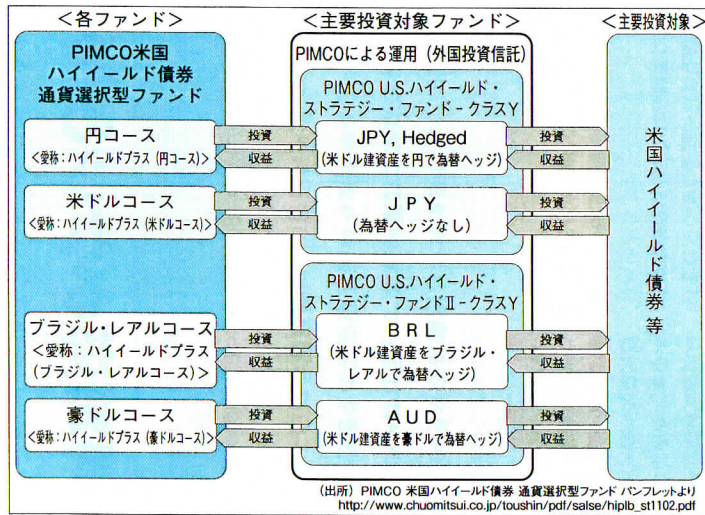 <各ファンド>
<主要投資対象ファンド>
<主要投資対象>
PIMCO米国
ハイイールド債券
通貨選択型ファンド
円コース
<愛称:ハイイールドプラス(円コース)>
米ドルコース
<愛称:ハイイールドプラス(米ドルコース)>
ブラジル・レアルコース
<愛称:ハイイールドプラス
(ブラジル・レアルコース)>
豪ドルコース
<愛称:ハイイールドプラス(豪ドルコース)>
投資
収益
投資
収益
投資
収益
投資
収益
PIMCOによる運用(外国投資信託)
PIMCO U.S.ハイイールド・
ストラテジー・ファンド-クラスY
JPY, Hedged
(米ドル建資産を円で為替ヘッジ)
JPY
(為替ヘッジなし)
PIMCO U.S.ハイイールド・
ストラテジー・ファンドⅡ-クラスY
BRL
(米ドル建資産をブラジル・
レアルで為替ヘッジ)
AUD
(米ドル建資産を豪ドルで為替ヘッジ)
投資
収益
投資
収益
投資
収益
投資
収益
米国ハイイールド債券 等
(出所) PIMCO 米国ハイイールド債券 通貨選択型ファンド パンフレットより
http://www.chuomitsui.co.jp/toushin/pdf/salse/hiplb_st1102.pdf